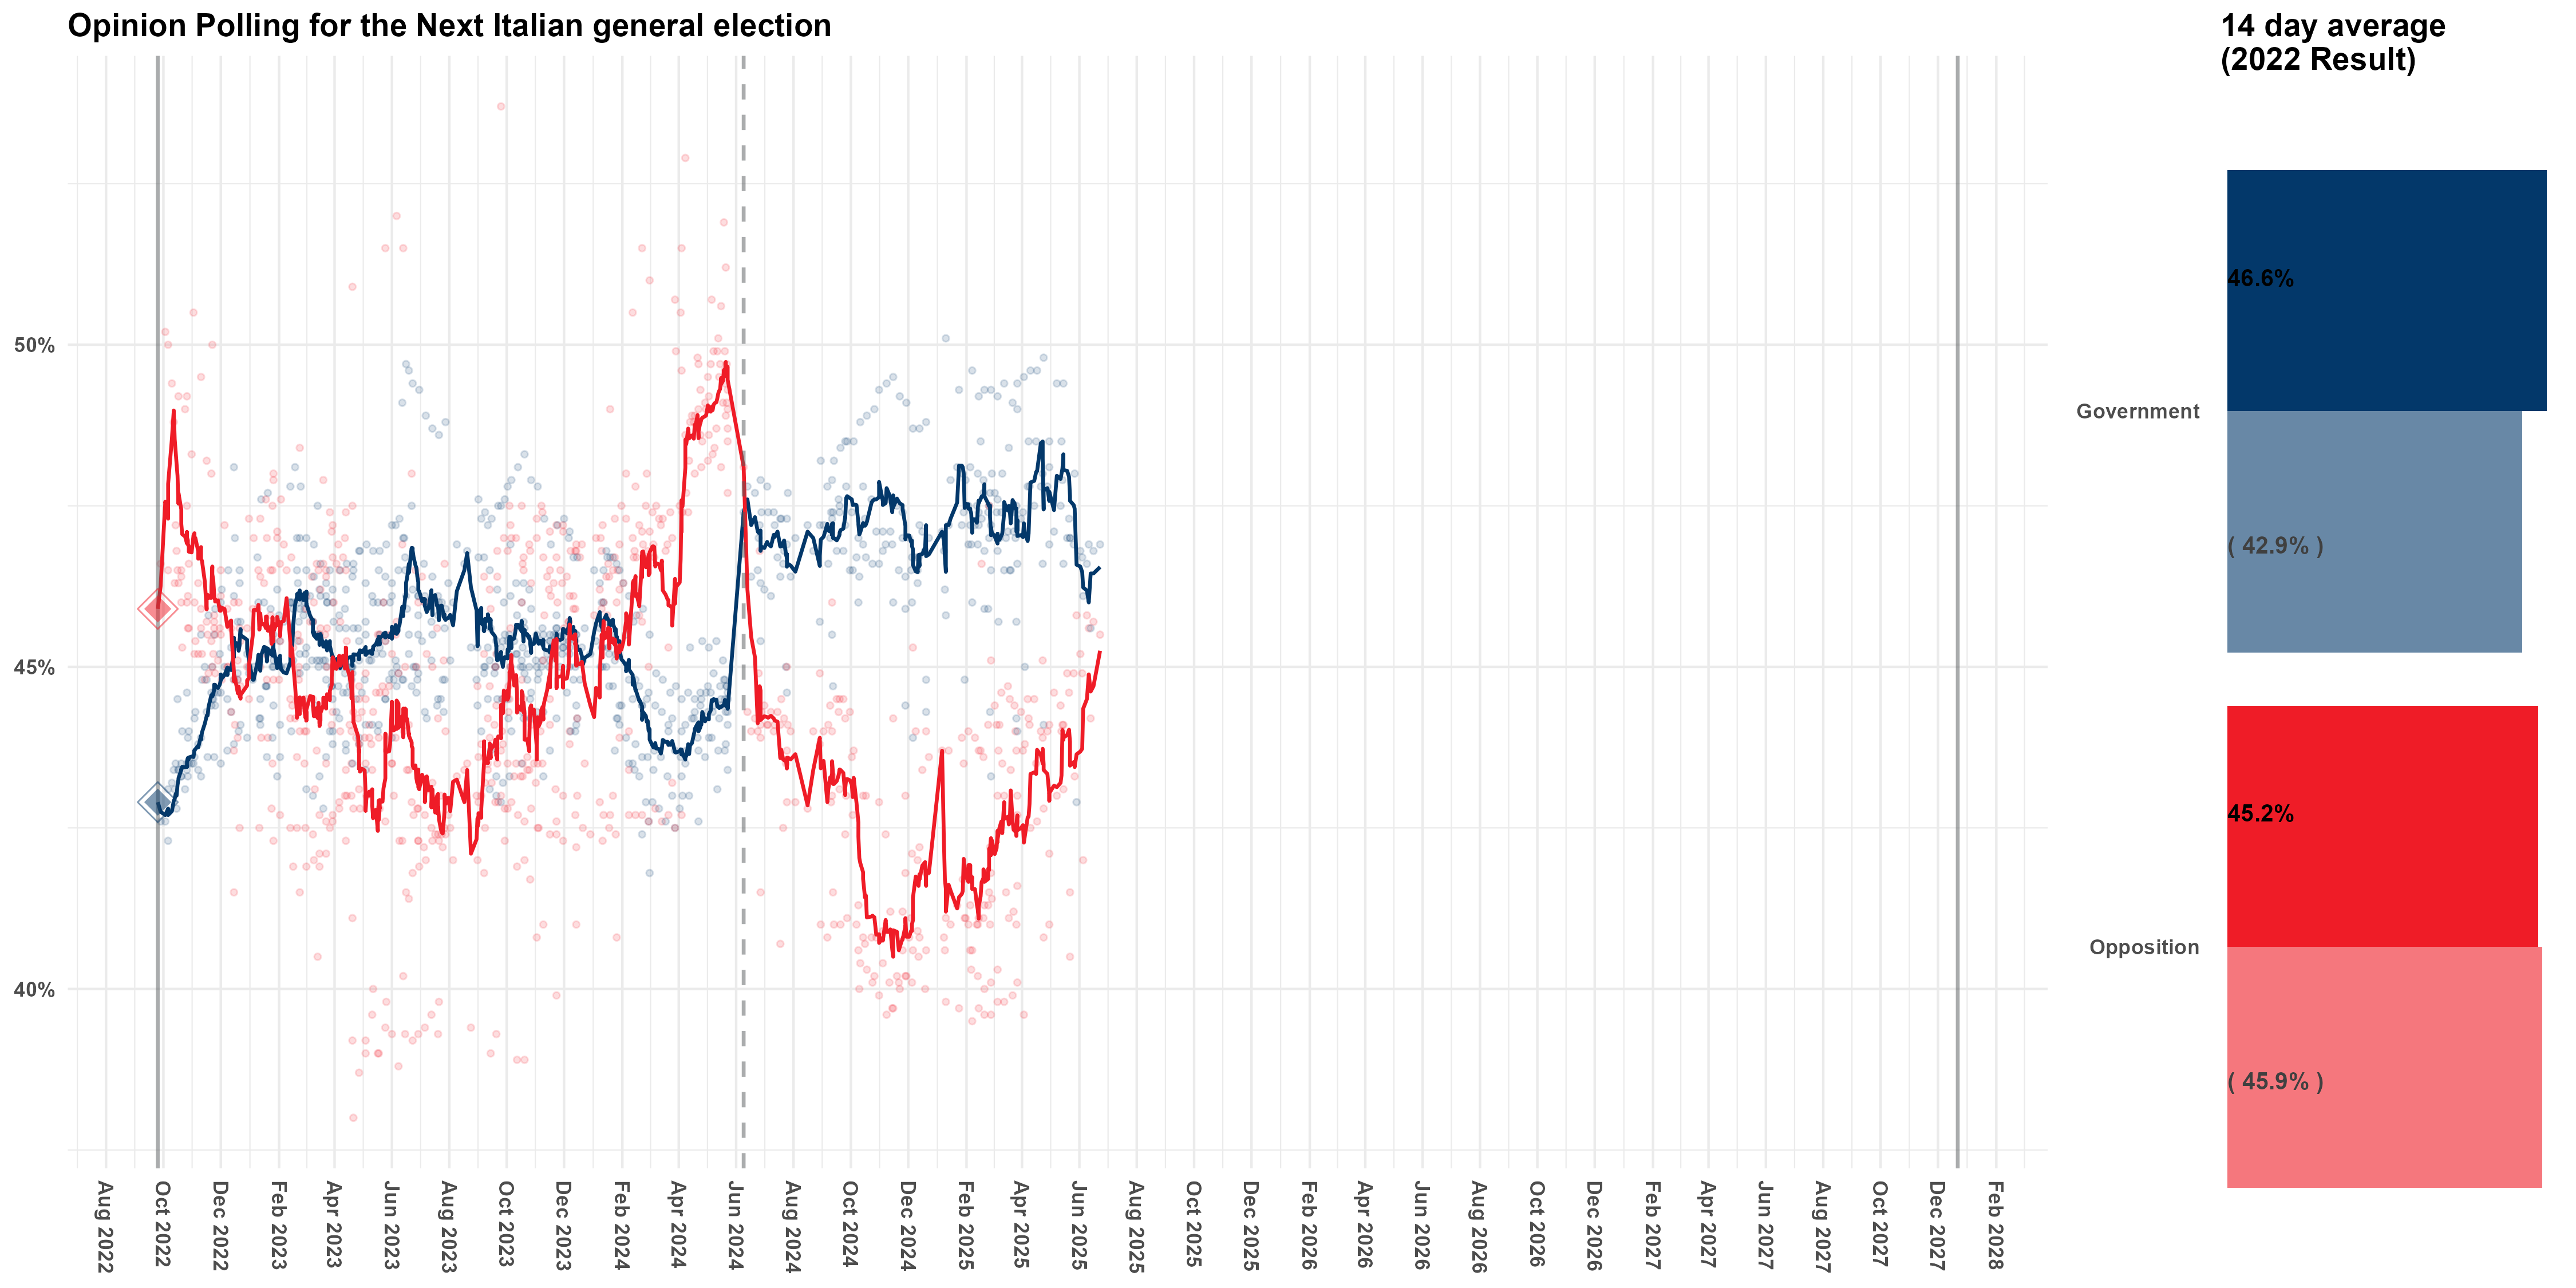 Opinion Polling for the Next Italian general election
14 day average
(2022 Result)
50%
45%
40%
Aug 2022
Oct 2022
Dec 2022
Feb 2023
Apr 2023
Jun 2023
Aug 2023
Oct 2023
Dec 2023
Feb 2024
Apr 2024
Jun 2024
Aug 2024
Oct 2024
Dec 2024
Feb 2025
Apr 2025
Jun 2025
Aug 2025
Oct 2025
Dec 2025
Feb 2026
Apr 2026
Jun 2026
Aug 2026
Oct 2026
Dec 2026
Feb 2027
Apr 2027
Jun 2027
Aug 2027
Oct 2027
Dec 2027
Feb 2028
Government
46.6%
( 42.9% )
Opposition
45.2%
( 45.9% )